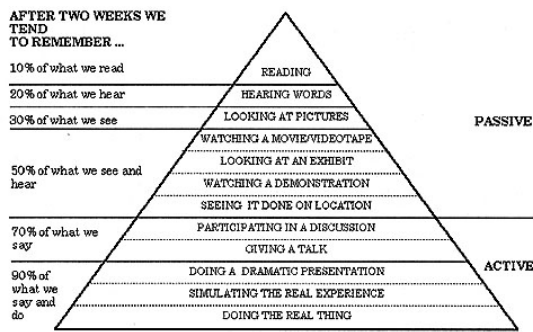 AFTER TWO WEEKS WE
TEND
TO REMEMBER ...
10% of what we read
READING
20% of what we hear
HEARING WORDS
30% of what we see
LOOKING AT PICTURES
PASSIVE
WATCHING A MOVIE/VIDEOTAPE
50% of what we see and
hear
LOOKING AT AN EXHIBIT
WATCHING A DEMONSTRATION
SEEING IT DONE ON LOCATION
70% of what we
say
PARTICIPATING IN A DISCUSSION
GIVING A TALK
ACTIVE
90% of
what we
say and
do
DOING A DRAMATIC PRESENTATION
SIMULATING THE REAL EXPERIENCE
DOING THE REAL THING